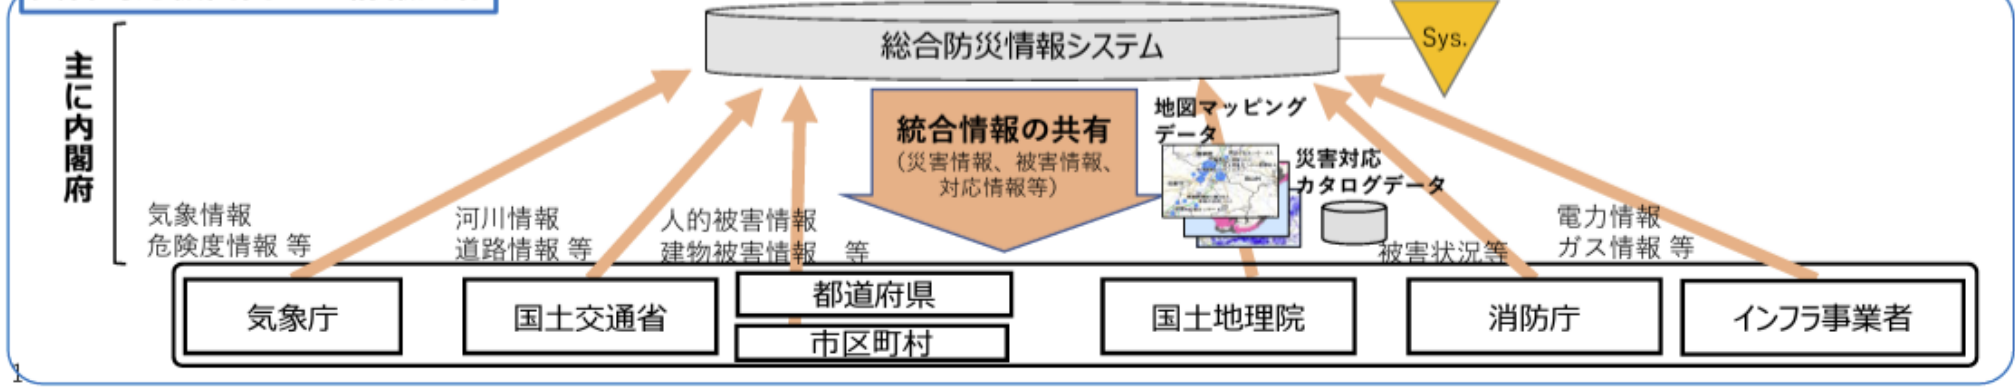 総合防災情報システム
Sys.
主に内閣府
統合情報の共有
（災害情報、被害情報、
対応情報等）
地図マッピング
データ
災害対応
カタログデータ
気象情報
危険度情報 等
河川情報
道路情報 等
人的被害情報
建物被害情報 等
被害状況等
電力情報
ガス情報 等
気象庁
国土交通省
都道府県
市区町村
国土地理院
消防庁
インフラ事業者
1